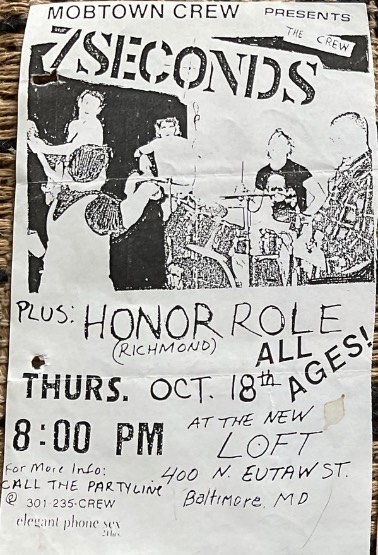 MOBTOWN CREW PRESENTS
THE CREW
7SECONDS
PLUS: HONOR ROLE
(RICHMOND)
ALL AGES!
THURS. OCT. 18th
8:00 PM
AT THE NEW
LOFT
For More Info:
CALL THE PARTYLINE
@ 301-235-CREW
400 N. EUTAW ST.
Baltimore, MD
elegant phone sex